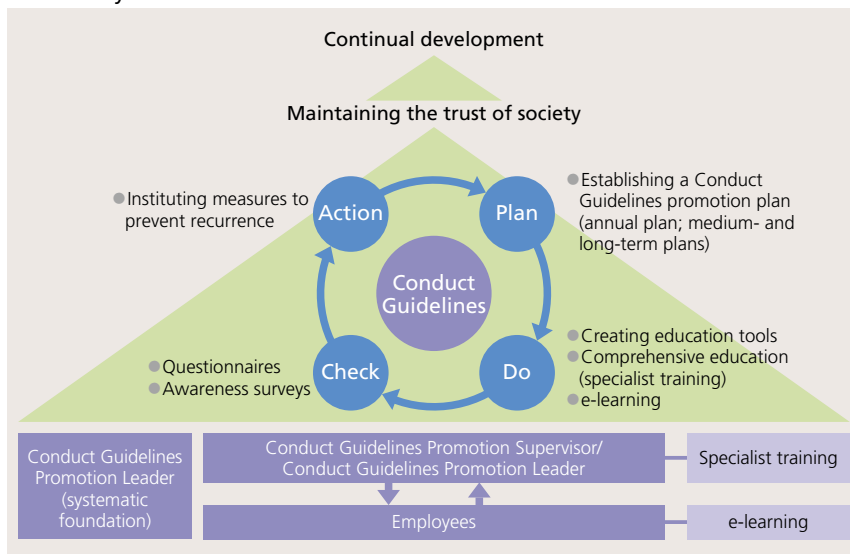 Continual development
Maintaining the trust of society
Action
Plan
Conduct
Guidelines
Check
Do
●Instituting measures to
prevent recurrence
●Establishing a Conduct
Guidelines promotion plan
(annual plan; medium- and
long-term plans)
●Questionnaires
●Awareness surveys
●Creating education tools
●Comprehensive education
(specialist training)
●e-learning
Conduct Guidelines
Promotion Leader
(systematic
foundation)
Conduct Guidelines Promotion Supervisor/
Conduct Guidelines Promotion Leader
Specialist training
Employees
e-learning